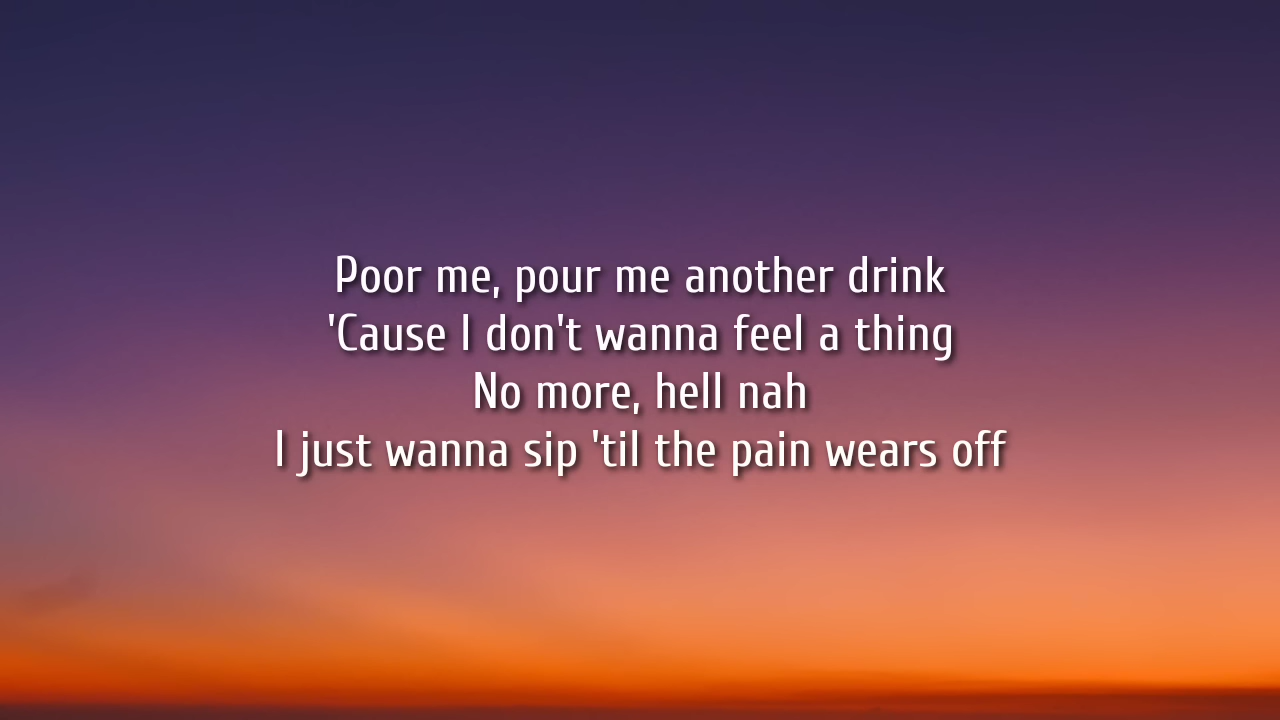 Poor me, pour me another drink
'Cause I don't wanna feel a thing
No more, hell nah
I just wanna sip 'til the pain wears off